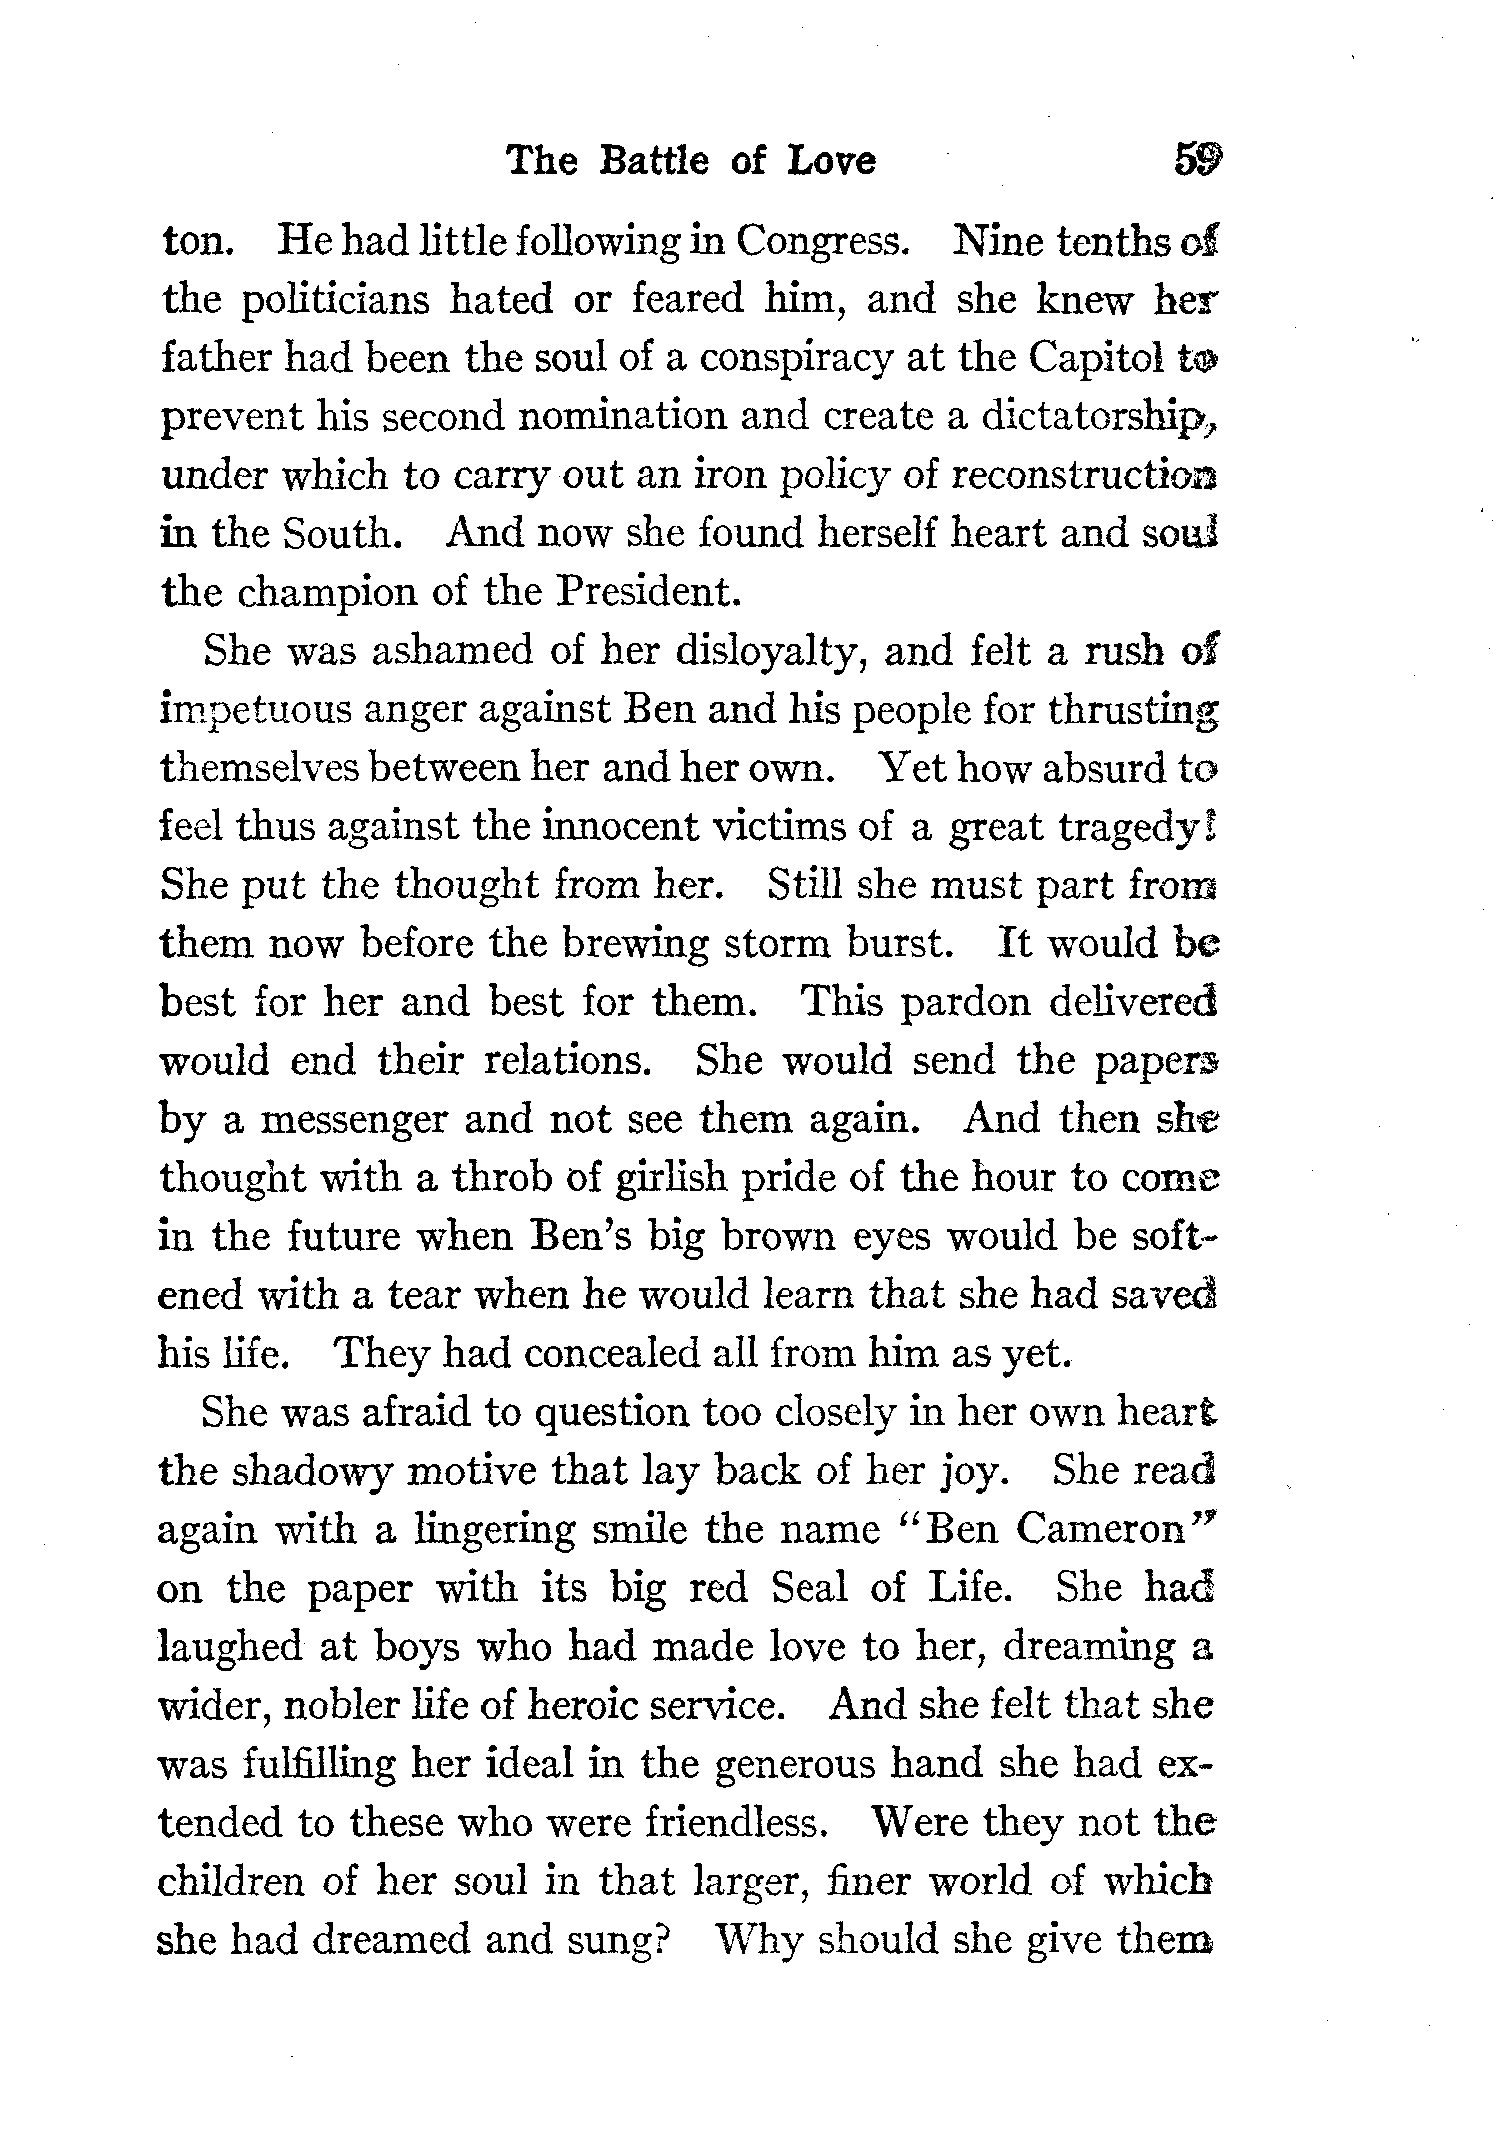 The Battle of Love 59
ton. He had little following in Congress. Nine tenths of
the politicians hated or feared him, and she knew her
father had been the soul of a conspiracy at the Capitol to
prevent his second nomination and create a dictatorship,
under which to carry out an iron policy of reconstruction
in the South. And now she found herself heart and soul
the champion of the President.
She was ashamed of her disloyalty, and felt a rush of
impetuous anger against Ben and his people for thrusting
themselves between her and her own. Yet how absurd to
feel thus against the innocent victims of a great tragedy!
She put the thought from her. Still she must part from
them now before the brewing storm burst. It would be
best for her and best for them. This pardon delivered
would end their relations. She would send the papers
by a messenger and not see them again. And then she
thought with a throb of girlish pride of the hour to come
in the future when Ben's big brown eyes would be soft-
ened with a tear when he would learn that she had saved
his life. They had concealed all from him as yet.
She was afraid to question too closely in her own heart
the shadowy motive that lay back of her joy. She read
again with a lingering smile the name "Ben Cameron"
on the paper with its big red Seal of Life. She had
laughed at boys who had made love to her, dreaming a
wider, nobler life of heroic service. And she felt that she
was fulfilling her ideal in the generous hand she had ex-
tended to these who were friendless. Were they not the
children of her soul in that larger, finer world of which
she had dreamed and sung? Why should she give them